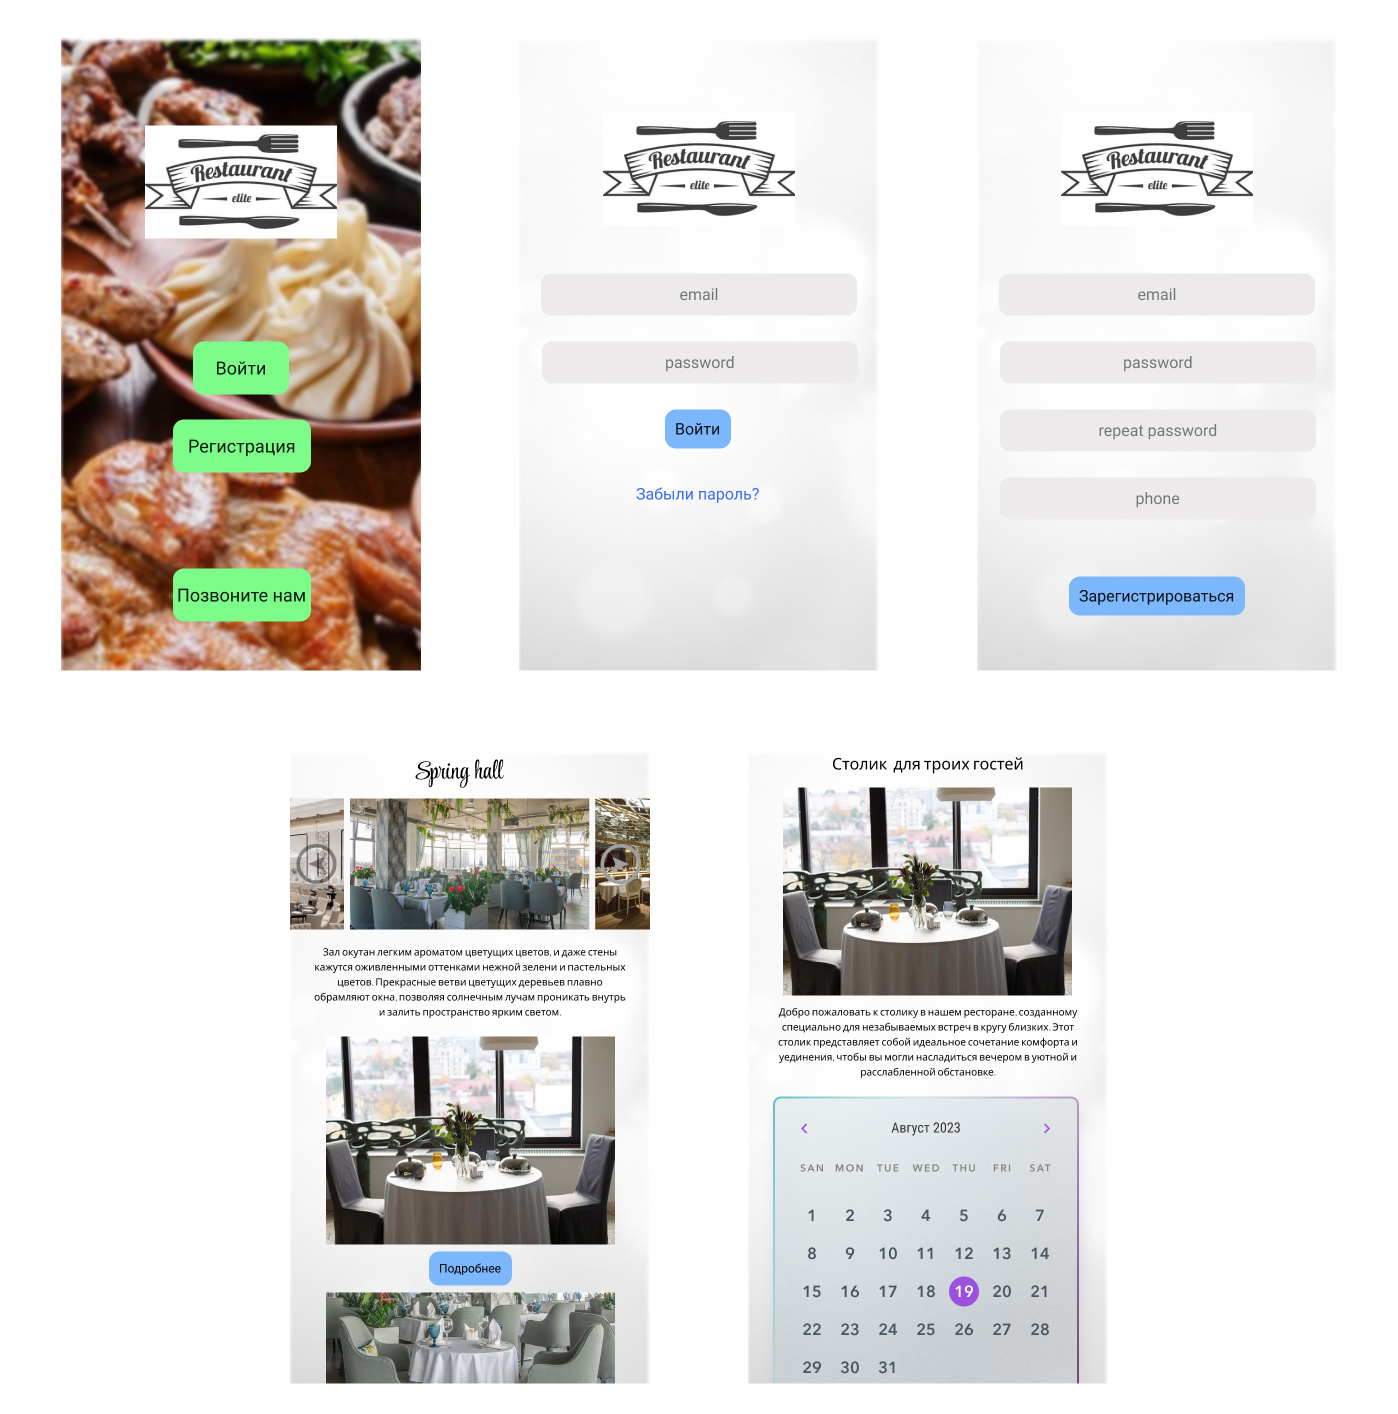 Restaurant
elite
Войти
Регистрация
Позвоните нам
Restaurant
elite
email
password
Войти
Забыли пароль?
Restaurant
elite
email
password
repeat password
phone
Зарегистрироваться
Spring hall
Зал окутан легким ароматом цветущих цветов, и даже стены
кажутся оживленными оттенками нежной зелени и пастельных
цветов. Прекрасные ветви цветущих деревьев плавно
обрамляют окна, позволяя солнечным лучам проникать внутрь
и залить пространство ярким светом.
Подробнее
Столик для троих гостей
Добро пожаловать к столику в нашем ресторане, созданному
специально для незабываемых встреч в кругу близких. Этот
столик представляет собой идеальное сочетание комфорта и
уединения, чтобы вы могли насладиться вечером в уютной и
расслабленной обстановке.
Август 2023
SAN MON TUE WED THU FRI SAT
1 2 3 4 5 6 7
8 9 10 11 12 13 14
15 16 17 18 19 20 21
22 23 24 25 26 27 28
29 30 31